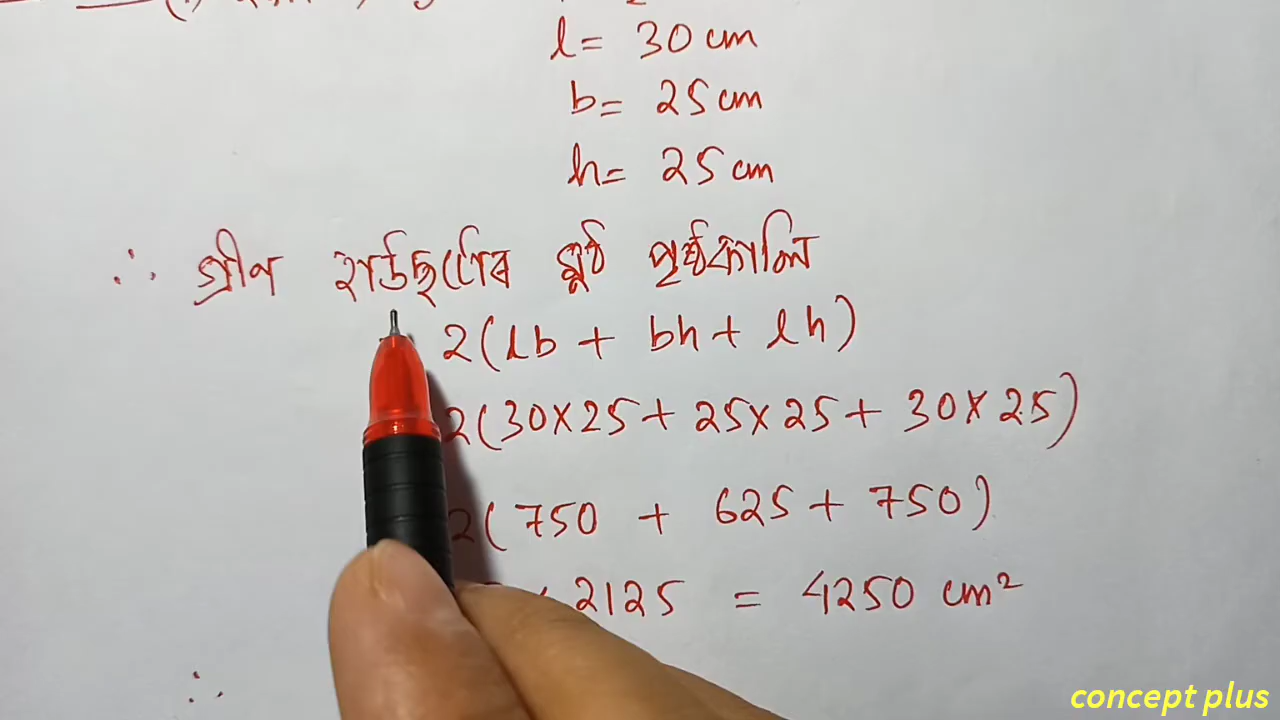 l = 30 cm
b = 25 cm
h = 25 cm
∴ গ্রীণ হাউছটোৰ মুঠ পৃষ্ঠকালি
2(lb + bh + lh)
2(30×25 + 25×25 + 30×25)
2(750 + 625 + 750)
2125 = 4250 cm²
∴
concept plus